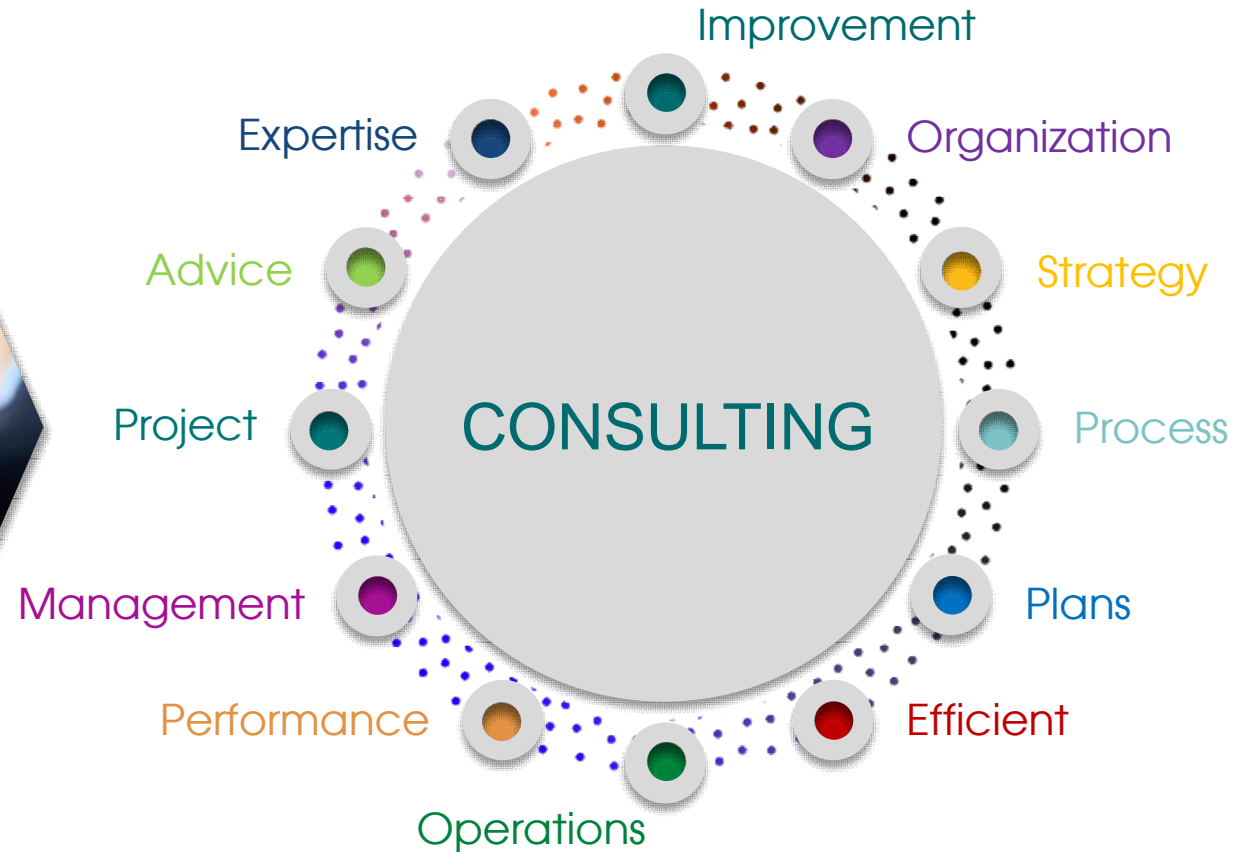 Improvement
Expertise
Organization
Advice
Strategy
Project
CONSULTING
Process
Management
Plans
Performance
Efficient
Operations